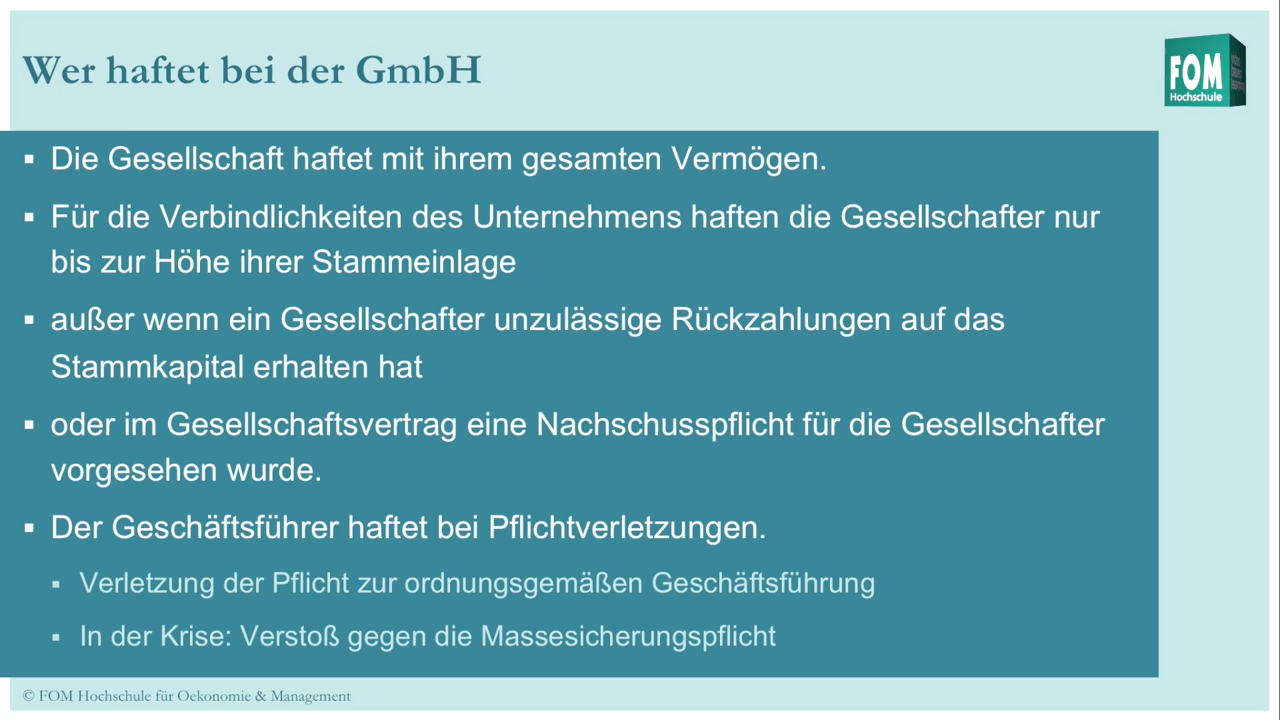 Wer haftet bei der GmbH
FOM
Hochschule
▪ Die Gesellschaft haftet mit ihrem gesamten Vermögen.
▪ Für die Verbindlichkeiten des Unternehmens haften die Gesellschafter nur
bis zur Höhe ihrer Stammeinlage
▪ außer wenn ein Gesellschafter unzulässige Rückzahlungen auf das
Stammkapital erhalten hat
▪ oder im Gesellschaftsvertrag eine Nachschusspflicht für die Gesellschafter
vorgesehen wurde.
▪ Der Geschäftsführer haftet bei Pflichtverletzungen.
▪ Verletzung der Pflicht zur ordnungsgemäßen Geschäftsführung
▪ In der Krise: Verstoß gegen die Massesicherungspflicht
© FOM Hochschule für Oekonomie & Management